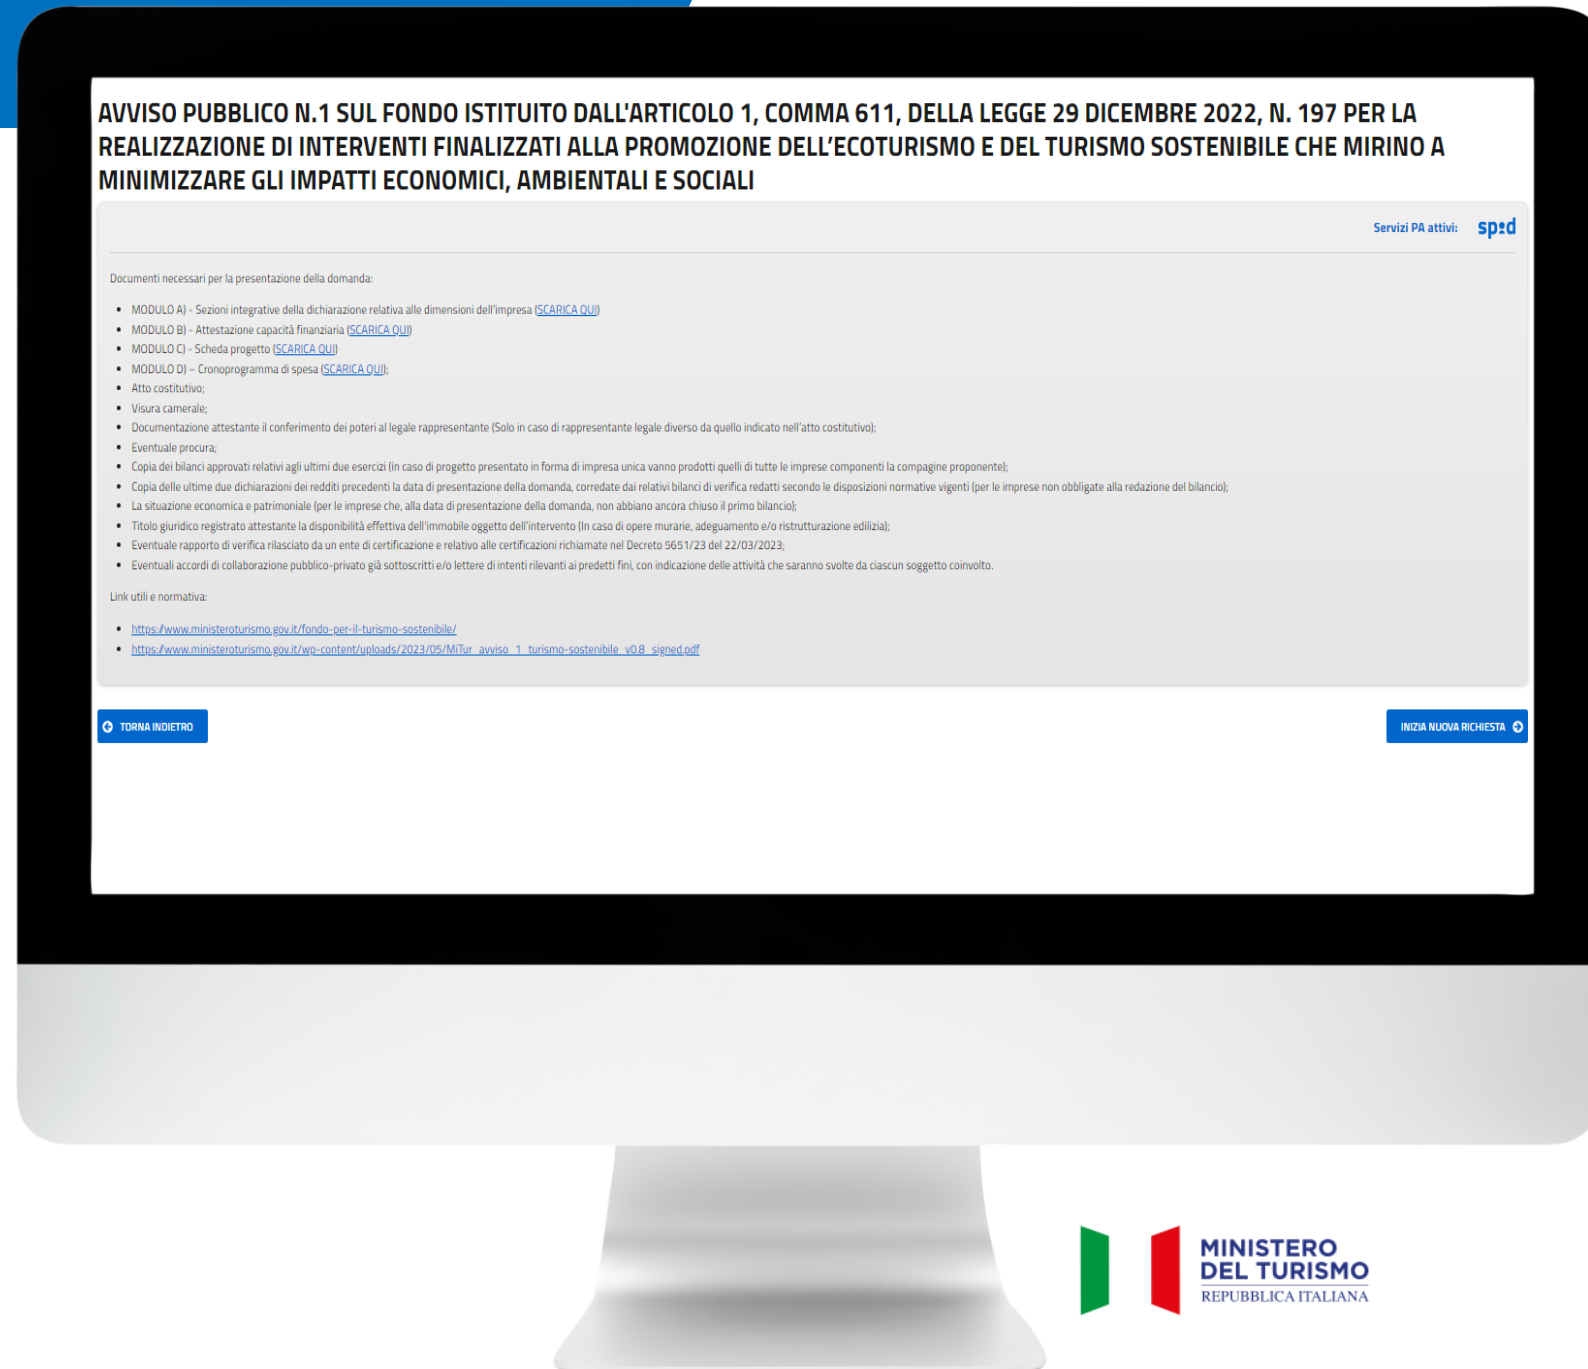 AVVISO PUBBLICO N.1 SUL FONDO ISTITUITO DALL'ARTICOLO 1, COMMA 611, DELLA LEGGE 29 DICEMBRE 2022, N. 197 PER LA
REALIZZAZIONE DI INTERVENTI FINALIZZATI ALLA PROMOZIONE DELL’ECOTURISMO E DEL TURISMO SOSTENIBILE CHE MIRINO A
MINIMIZZARE GLI IMPATTI ECONOMICI, AMBIENTALI E SOCIALI
Servizi PA attivi: spid
Documenti necessari per la presentazione della domanda:
• MODULO A) - Sezioni integrative della dichiarazione relativa alle dimensioni dell'impresa (SCARICA QUI)
• MODULO B) - Attestazione capacità finanziaria (SCARICA QUI)
• MODULO C) - Scheda progetto (SCARICA QUI)
• MODULO D) – Cronoprogramma di spesa (SCARICA QUI);
• Atto costitutivo;
• Visura camerale;
• Documentazione attestante il conferimento dei poteri al legale rappresentante (Solo in caso di rappresentante legale diverso da quello indicato nell'atto costitutivo);
• Eventuale procura;
• Copia dei bilanci approvati relativi agli ultimi due esercizi (in caso di progetto presentato in forma di impresa unica vanno prodotti quelli di tutte le imprese componenti la compagine proponente);
• Copia delle ultime due dichiarazioni dei redditi precedenti la data di presentazione della domanda, corredate dai relativi bilanci di verifica redatti secondo le disposizioni normative vigenti (per le imprese non obbligate alla redazione del bilancio);
• La situazione economica e patrimoniale (per le imprese che, alla data di presentazione della domanda, non abbiano ancora chiuso il primo bilancio);
• Titolo giuridico registrato attestante la disponibilità effettiva dell'immobile oggetto dell'intervento (In caso di opere murarie, adeguamento e/o ristrutturazione edilizia);
• Eventuale rapporto di verifica rilasciato da un ente di certificazione e relativo alle certificazioni richiamate nel Decreto 5651/23 del 22/03/2023;
• Eventuali accordi di collaborazione pubblico-privato già sottoscritti e/o lettere di intenti rilevanti ai predetti fini, con indicazione delle attività che saranno svolte da ciascun soggetto coinvolto.
Link utili e normativa:
• https://www.ministeroturismo.gov.it/fondo-per-il-turismo-sostenibile/
• https://www.ministeroturismo.gov.it/wp-content/uploads/2023/05/MiTur_avviso_1_turismo-sostenibile_v0.8_signed.pdf
TORNA INDIETRO
INIZIA NUOVA RICHIESTA
MINISTERO
DEL TURISMO
REPUBBLICA ITALIANA